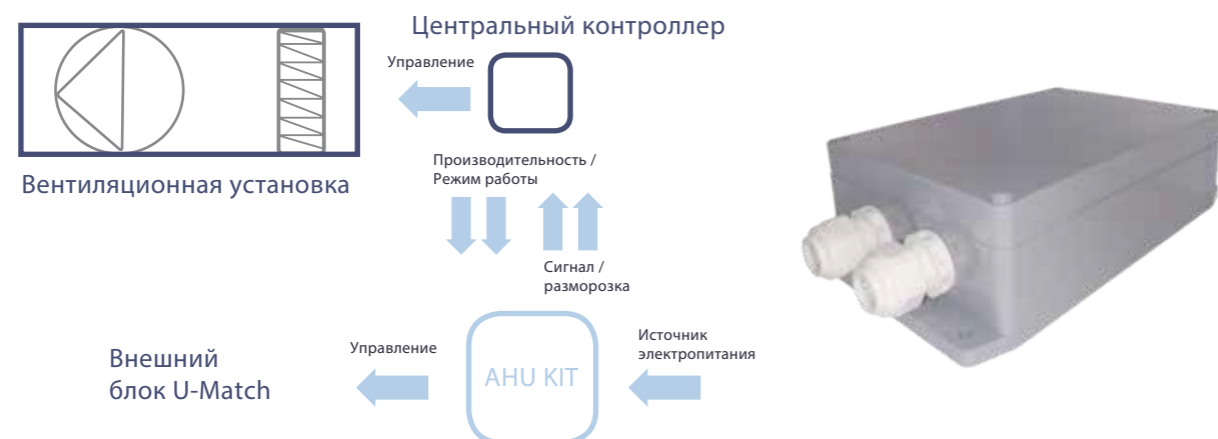 Центральный контроллер
Управление
Вентиляционная установка
Производительность /
Режим работы
Сигнал /
разморозка
Внешний
блок U-Match
Управление
AHU KIT
Источник
электропитания